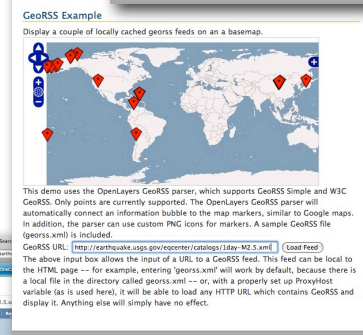 GeoRSS Example
Display a couple of locally cached georss feeds on an a basemap.
This demo uses the OpenLayers GeoRSS parser, which supports GeoRSS Simple and W3C
GeoRSS. Only points are currently supported. The OpenLayers GeoRSS parser will
automatically connect an information bubble to the map markers, similar to Google maps.
In addition, the parser can use custom PNG icons for markers. A sample GeoRSS file
(georss.xml) is included.
GeoRSS URL: http://earthquake.usgs.gov/eqcenter/catalogs/1day-M2.5.xml Load Feed
The above input box allows the input of a URL to a GeoRSS feed. This feed can be local to
the HTML page -- for example, entering 'georss.xml' will work by default, because there is
a local file in the directory called georss.xml -- or, with a properly set up ProxyHost
variable (as is used here), it will be able to load any HTTP URL which contains GeoRSS and
display it. Anything else will simply have no effect.